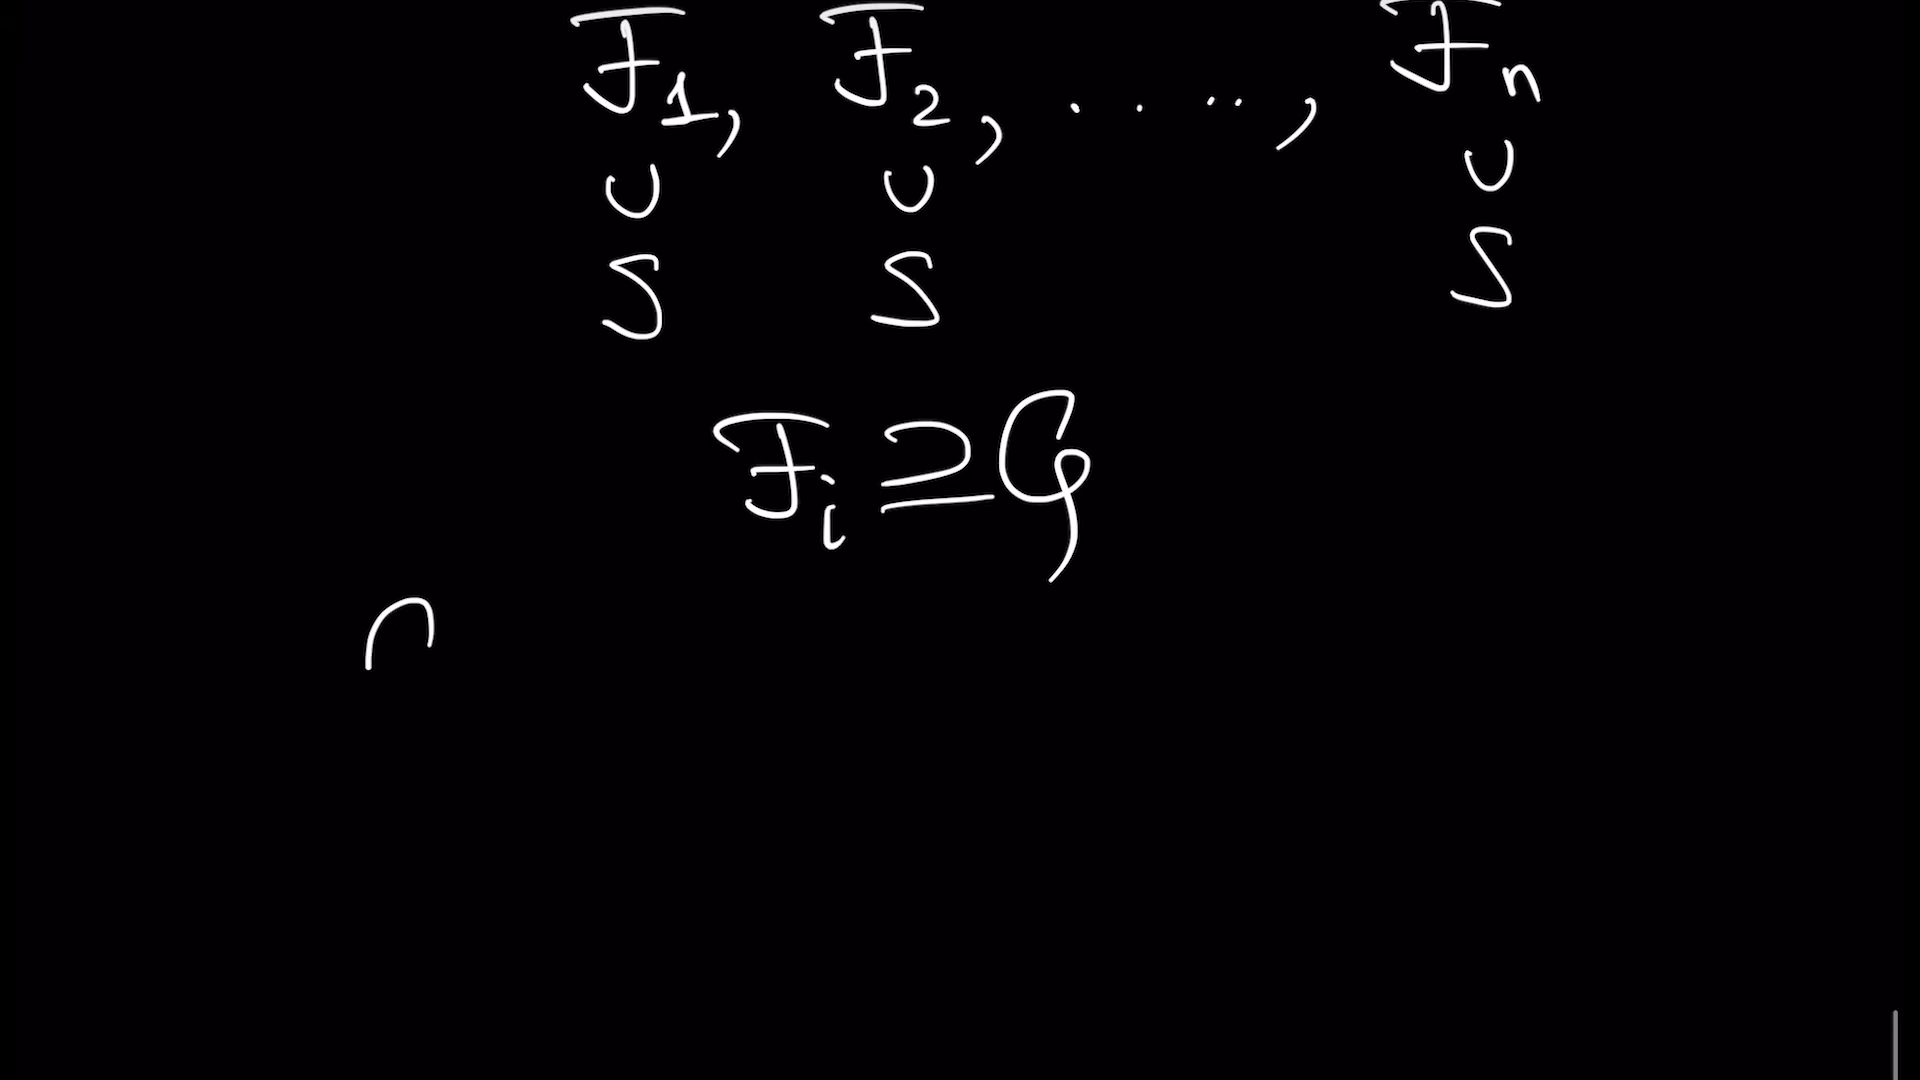 ℱ₁, ℱ₂, ....., ℱₙ
∪ ∪ ∪
S S S
ℱᵢ ⊇ G
∩